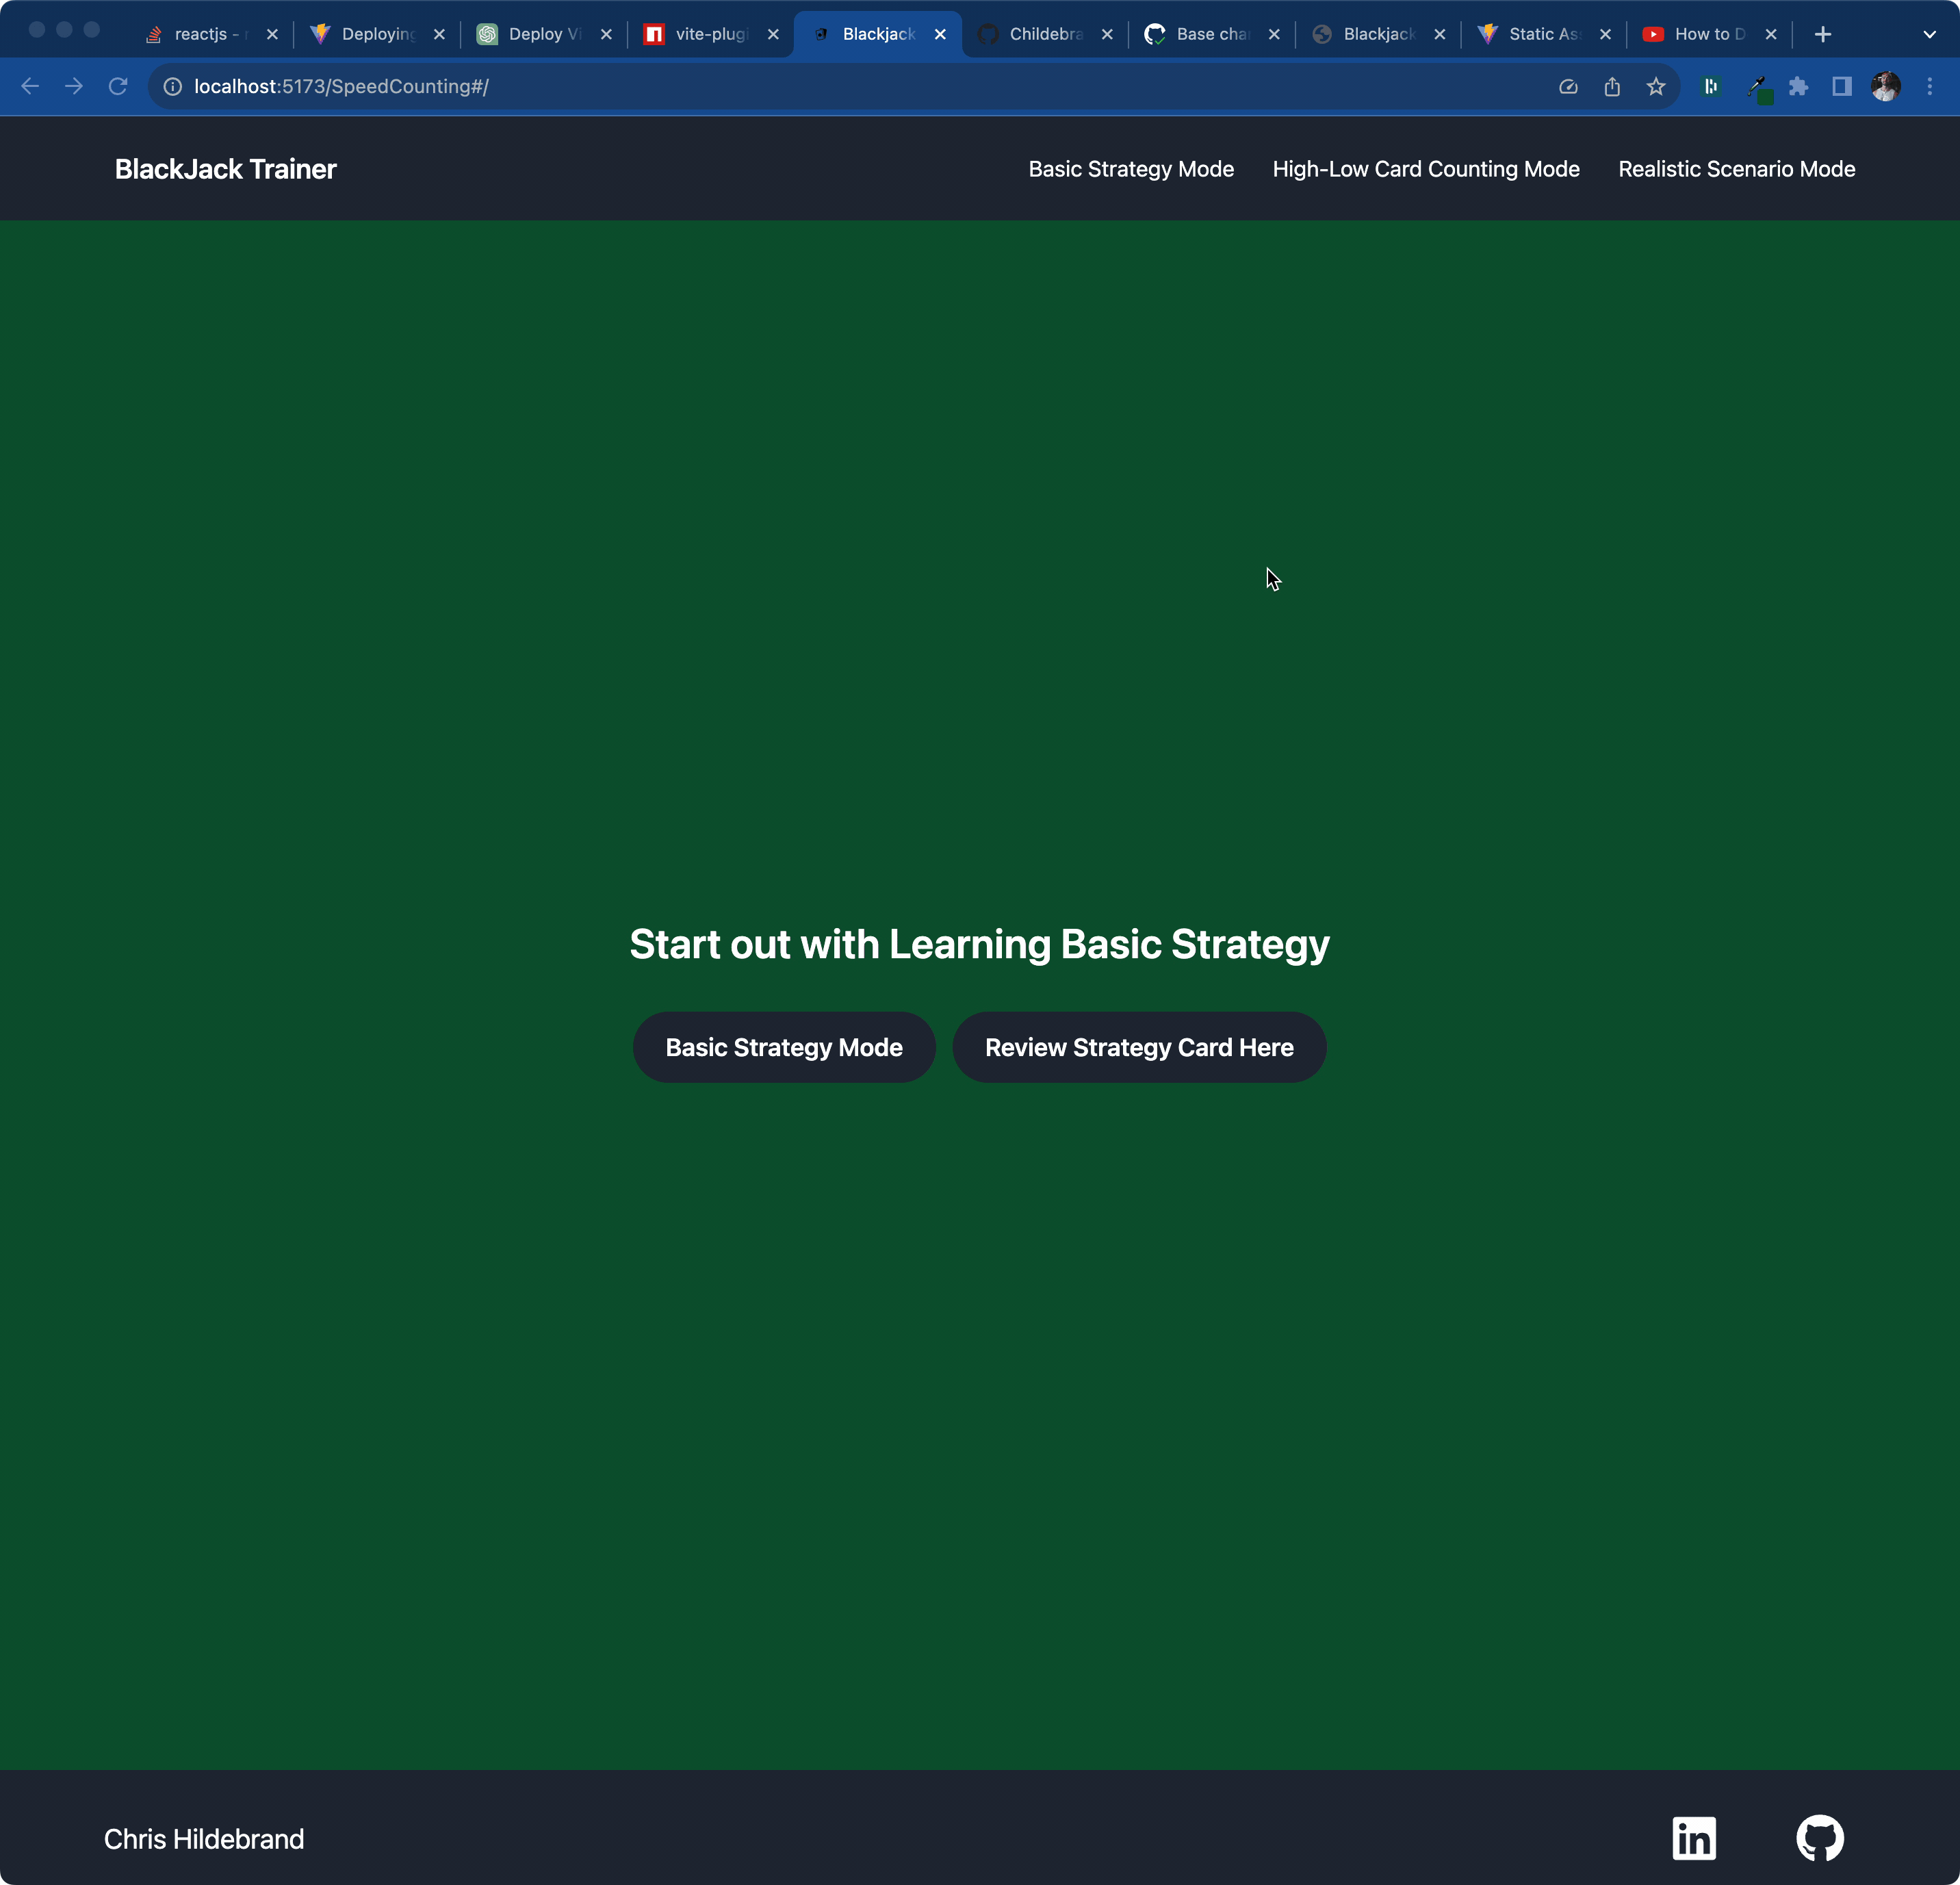 reactjs -
Deploying
Deploy Vi
vite-plug
Blackjack
Childebra
Base cha
Blackjack
Static As
How to D
localhost:5173/SpeedCounting#/
BlackJack Trainer
Basic Strategy Mode
High-Low Card Counting Mode
Realistic Scenario Mode
Start out with Learning Basic Strategy
Basic Strategy Mode
Review Strategy Card Here
Chris Hildebrand
in